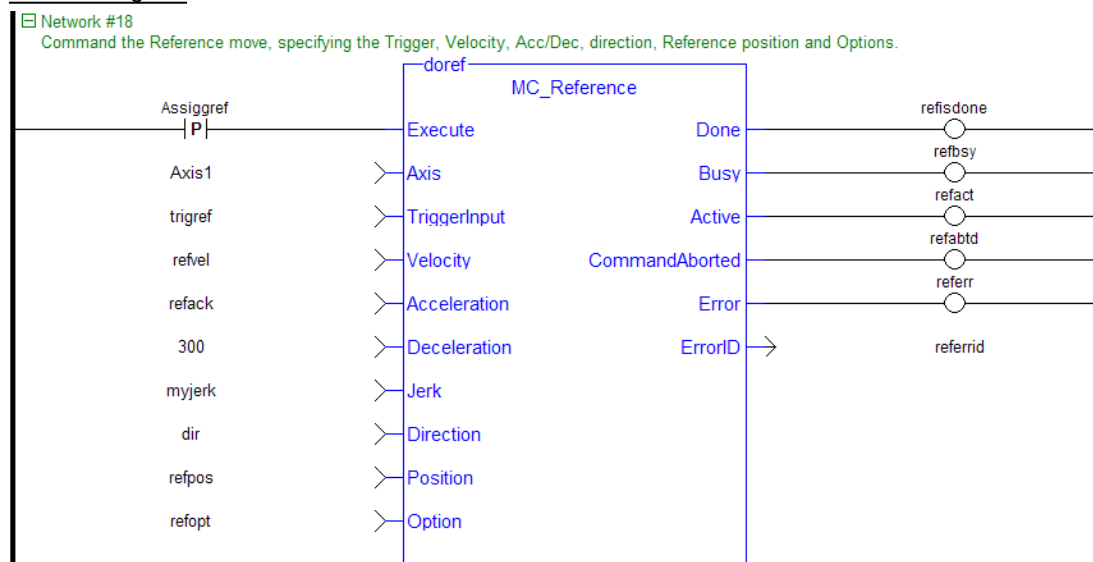 Network #18
Command the Reference move, specifying the Trigger, Velocity, Acc/Dec, direction, Reference position and Options.
doref
MC_Reference
Assiggref
P
Execute
Done
refisdone
Axis1
Axis
Busy
refbsy
trigref
TriggerInput
Active
refact
refvel
Velocity
CommandAborted
refabtd
refack
Acceleration
Error
referr
300
Deceleration
ErrorID
referrid
myjerk
Jerk
dir
Direction
refpos
Position
refopt
Option